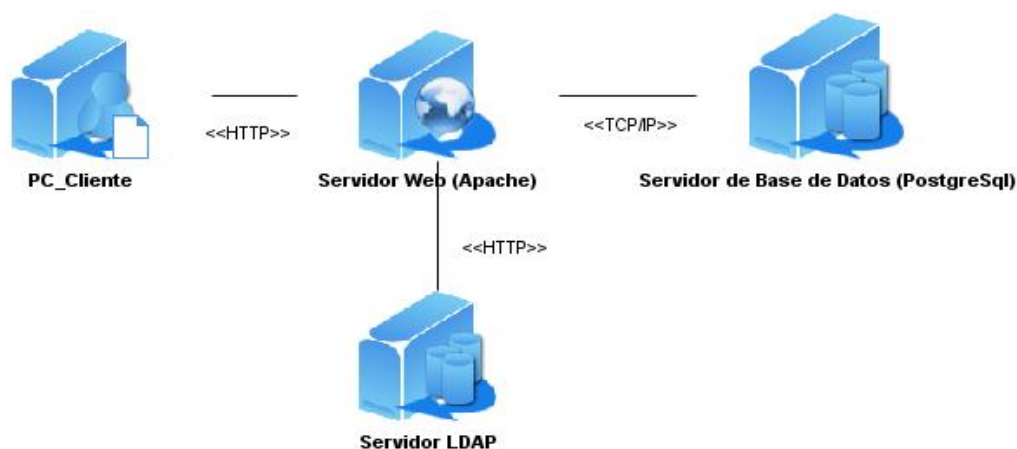 <<HTTP>>
<<TCP/IP>>
PC_Cliente
Servidor Web (Apache)
Servidor de Base de Datos (PostgreSql)
<<HTTP>>
Servidor LDAP